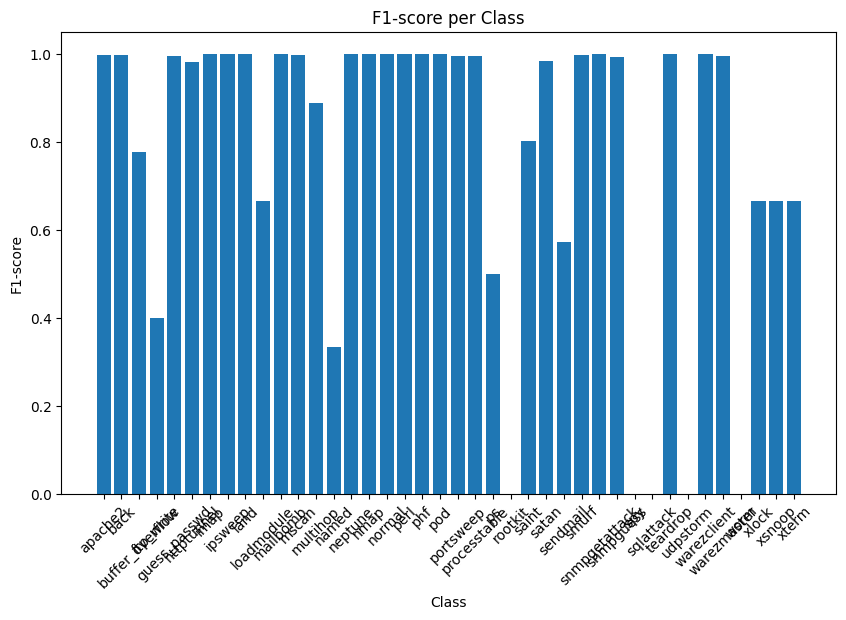 F1-score per Class
F1-score
1.0
0.8
0.6
0.4
0.2
0.0
apache2
back
buffer_overflow
ftp_write
guess_passwd
httptunnel
imap
ipsweep
land
loadmodule
mailbomb
mscan
multihop
named
neptune
nmap
normal
perl
phf
pod
portsweep
processtable
ps
rootkit
saint
satan
sendmail
smurf
snmpgetattack
snmpguess
spy
sqlattack
teardrop
udpstorm
warezclient
warezmaster
worm
xlock
xsnoop
xterm
Class